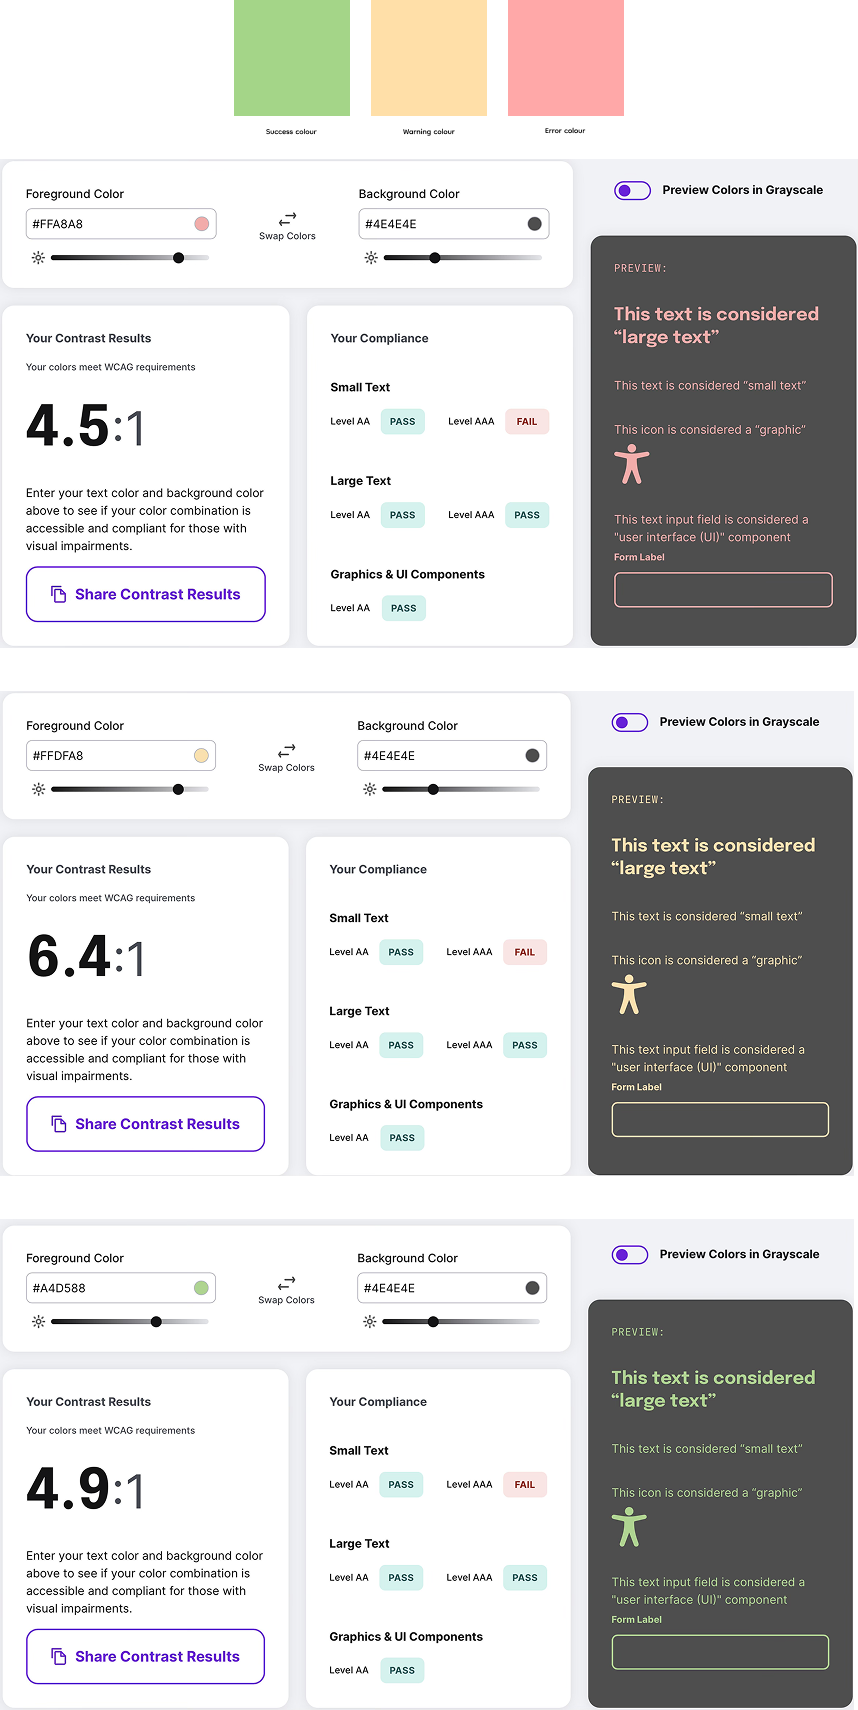 Success colour
Warning colour
Error colour
Foreground Color
#FFA8A8
Swap Colors
Background Color
#4E4E4E
Preview Colors in Grayscale
Your Contrast Results
Your colors meet WCAG requirements
4.5:1
Enter your text color and background color
above to see if your color combination is
accessible and compliant for those with
visual impairments.
Share Contrast Results
Your Compliance
Small Text
Level AA PASS Level AAA FAIL
Large Text
Level AA PASS Level AAA PASS
Graphics & UI Components
Level AA PASS
PREVIEW:
This text is considered
“large text”
This text is considered “small text”
This icon is considered a “graphic”
This text input field is considered a
"user interface (UI)" component
Form Label
Foreground Color
#FFDFA8
Swap Colors
Background Color
#4E4E4E
Preview Colors in Grayscale
Your Contrast Results
Your colors meet WCAG requirements
6.4:1
Enter your text color and background color
above to see if your color combination is
accessible and compliant for those with
visual impairments.
Share Contrast Results
Your Compliance
Small Text
Level AA PASS Level AAA FAIL
Large Text
Level AA PASS Level AAA PASS
Graphics & UI Components
Level AA PASS
PREVIEW:
This text is considered
“large text”
This text is considered “small text”
This icon is considered a “graphic”
This text input field is considered a
"user interface (UI)" component
Form Label
Foreground Color
#A4D588
Swap Colors
Background Color
#4E4E4E
Preview Colors in Grayscale
Your Contrast Results
Your colors meet WCAG requirements
4.9:1
Enter your text color and background color
above to see if your color combination is
accessible and compliant for those with
visual impairments.
Share Contrast Results
Your Compliance
Small Text
Level AA PASS Level AAA FAIL
Large Text
Level AA PASS Level AAA PASS
Graphics & UI Components
Level AA PASS
PREVIEW:
This text is considered
“large text”
This text is considered “small text”
This icon is considered a “graphic”
This text input field is considered a
"user interface (UI)" component
Form Label